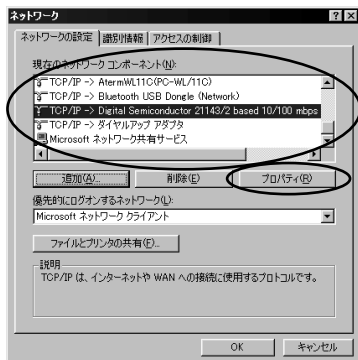 ネットワーク
ネットワークの設定 識別情報 アクセスの制御
現在のネットワーク コンポーネント(N):
TCP/IP -> AtermWL11C(PC-WL/11C)
TCP/IP -> Bluetooth USB Dongle (Network)
TCP/IP -> Digital Semiconductor 21143/2 based 10/100 mbps
TCP/IP -> ダイヤルアップ アダプタ
Microsoft ネットワーク共有サービス
追加(A)... 削除(E) プロパティ(R)
優先的にログオンするネットワーク(L):
Microsoft ネットワーク クライアント
ファイルとプリンタの共有(F)...
説明
TCP/IP は、インターネットや WAN への接続に使用するプロトコルです。
OK キャンセル